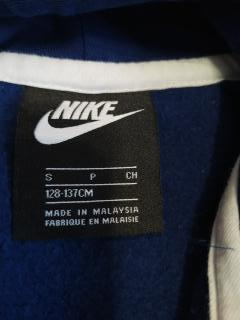 NIKE
S P CH
128-137CM
MADE IN MALAYSIA
FABRIQUE EN MALAISIE